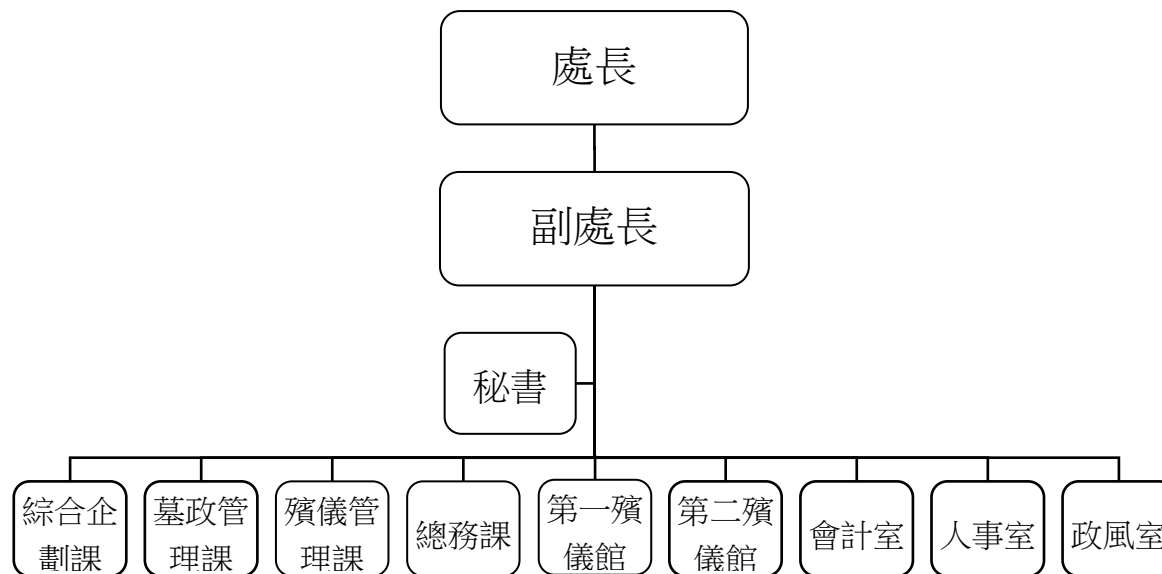 處長
副處長
秘書
綜合企
劃課
墓政管
理課
殯儀管
理課
總務課
第一殯
儀館
第二殯
儀館
會計室
人事室
政風室